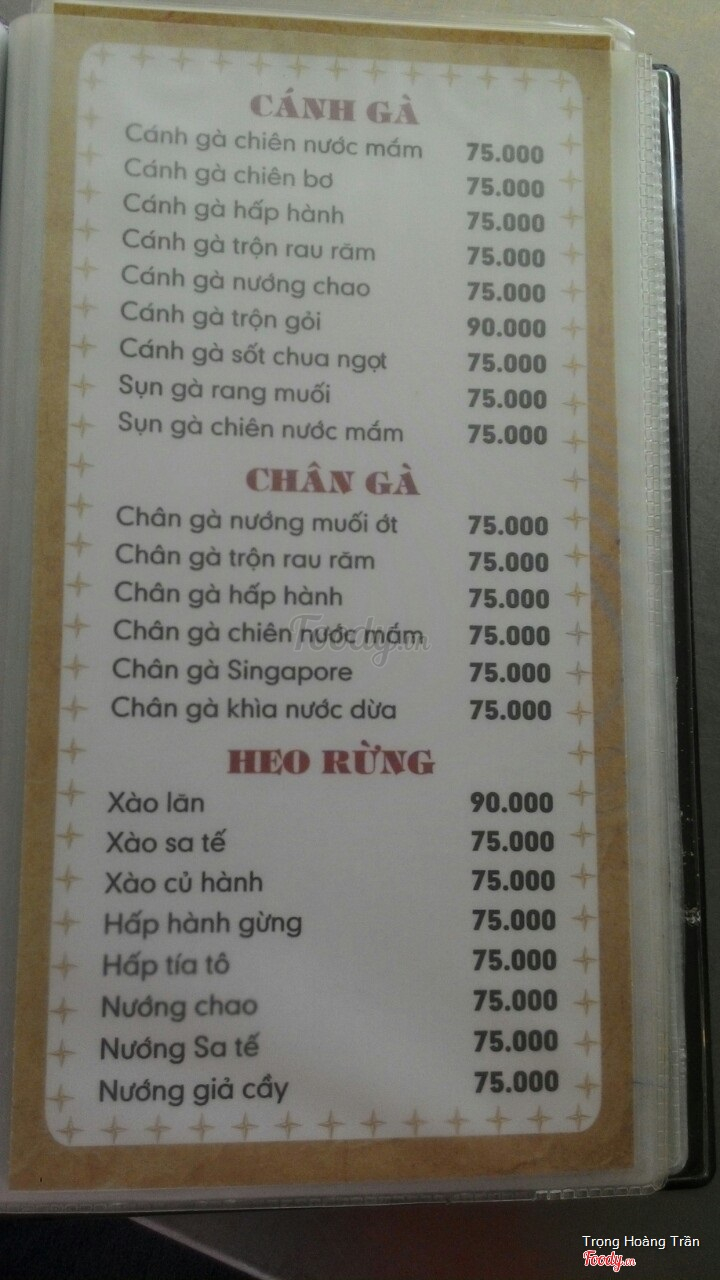 CÁNH GÀ
Cánh gà chiên nước mắm 75.000
Cánh gà chiên bơ 75.000
Cánh gà hấp hành 75.000
Cánh gà trộn rau răm 75.000
Cánh gà nướng chao 75.000
Cánh gà trộn gỏi 90.000
Cánh gà sốt chua ngọt 75.000
Sụn gà rang muối 75.000
Sụn gà chiên nước mắm 75.000
CHÂN GÀ
Chân gà nướng muối ớt 75.000
Chân gà trộn rau răm 75.000
Chân gà hấp hành 75.000
Chân gà chiên nước mắm 75.000
Foody.vn
Chân gà Singapore 75.000
Chân gà khìa nước dừa 75.000
HEO RỪNG
Xào lăn 90.000
Xào sa tế 75.000
Xào củ hành 75.000
Hấp hành gừng 75.000
Hấp tía tô 75.000
Nướng chao 75.000
Nướng Sa tế 75.000
Nướng giả cầy 75.000
Trọng Hoàng Trần
Foody.vn